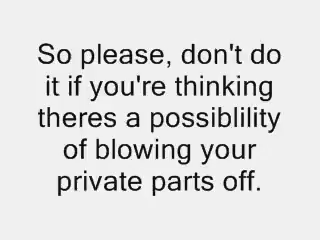 So please, don't do
it if you're thinking
theres a possiblility
of blowing your
private parts off.